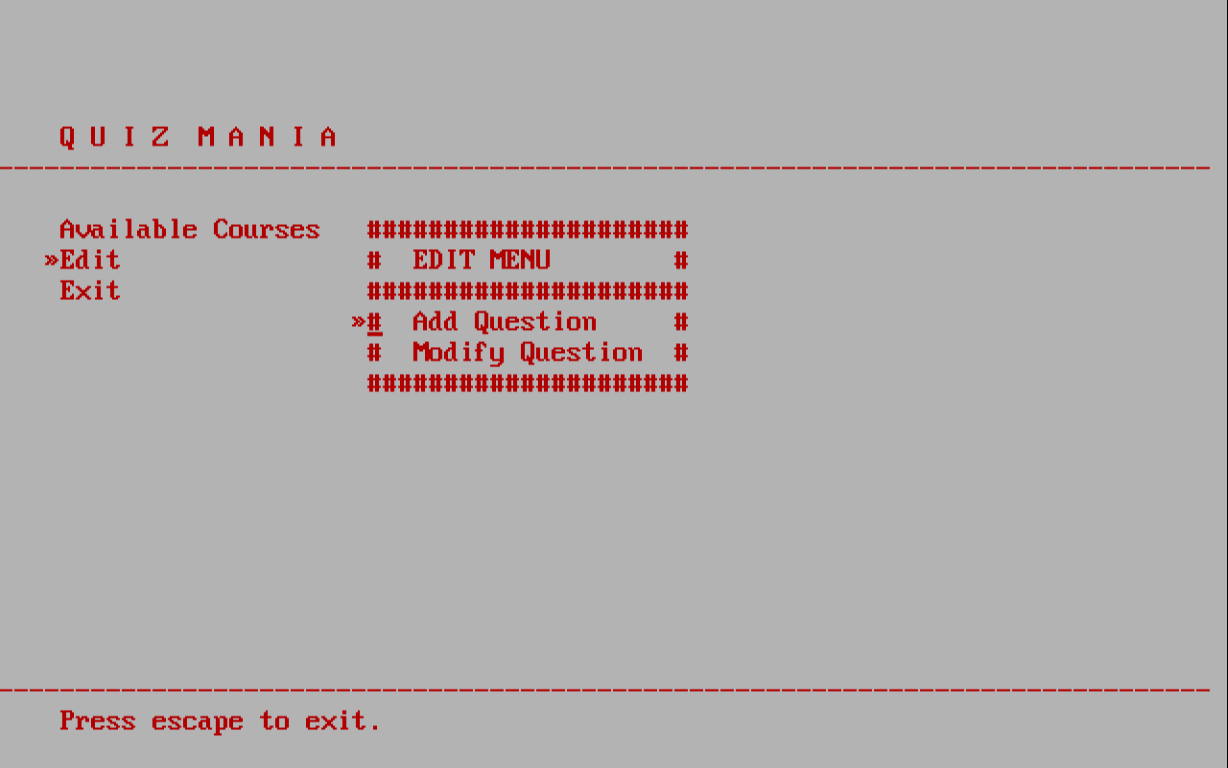 Q U I Z  M A N I A
-------------------------------------------------------------------------------
Available Courses   #####################
»Edit                #  EDIT MENU        #
Exit                #####################
»#  Add Question     #
#  Modify Question  #
#####################
-------------------------------------------------------------------------------
Press escape to exit.